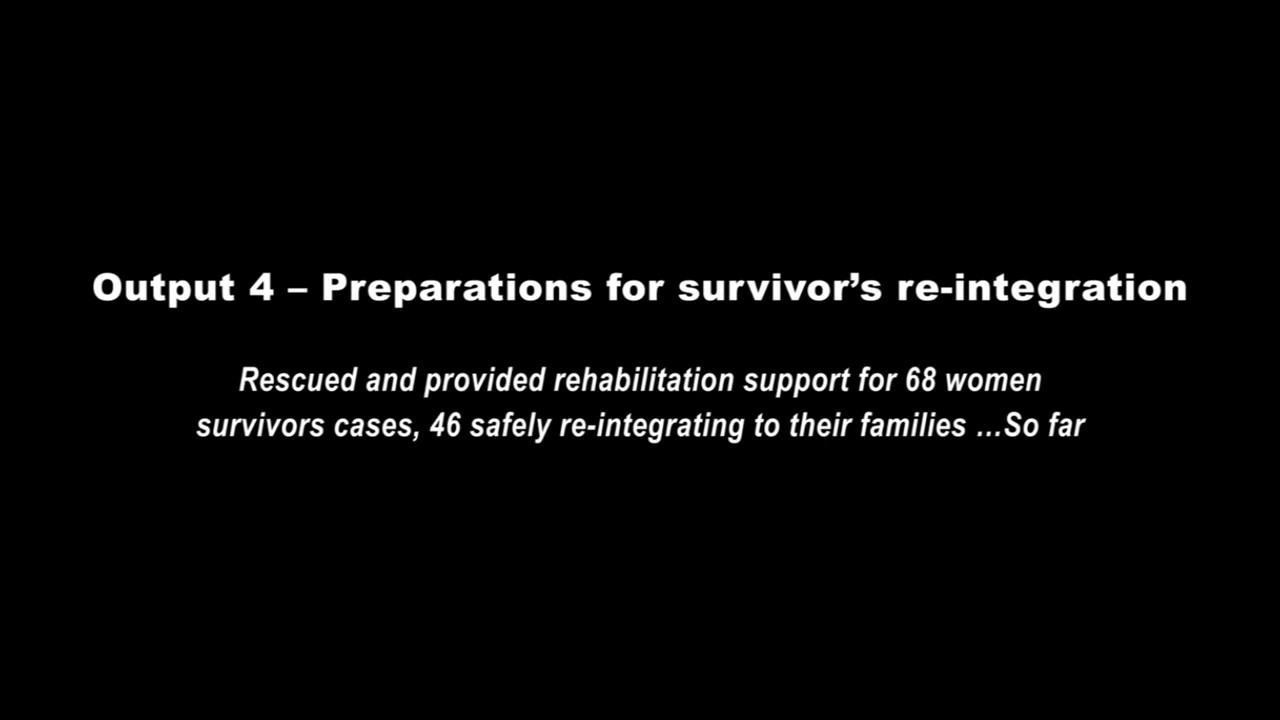 Output 4 – Preparations for survivor’s re-integration
Rescued and provided rehabilitation support for 68 women
survivors cases, 46 safely re-integrating to their families ...So far